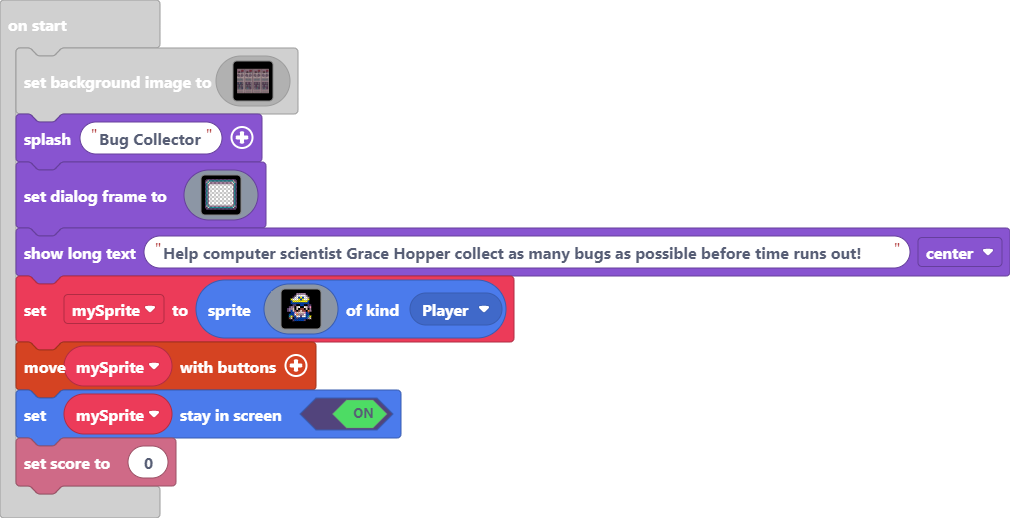 on start
set background image to
splash "Bug Collector"
set dialog frame to
show long text "Help computer scientist Grace Hopper collect as many bugs as possible before time runs out!" center
set mySprite to sprite of kind Player
move mySprite with buttons
set mySprite stay in screen ON
set score to 0